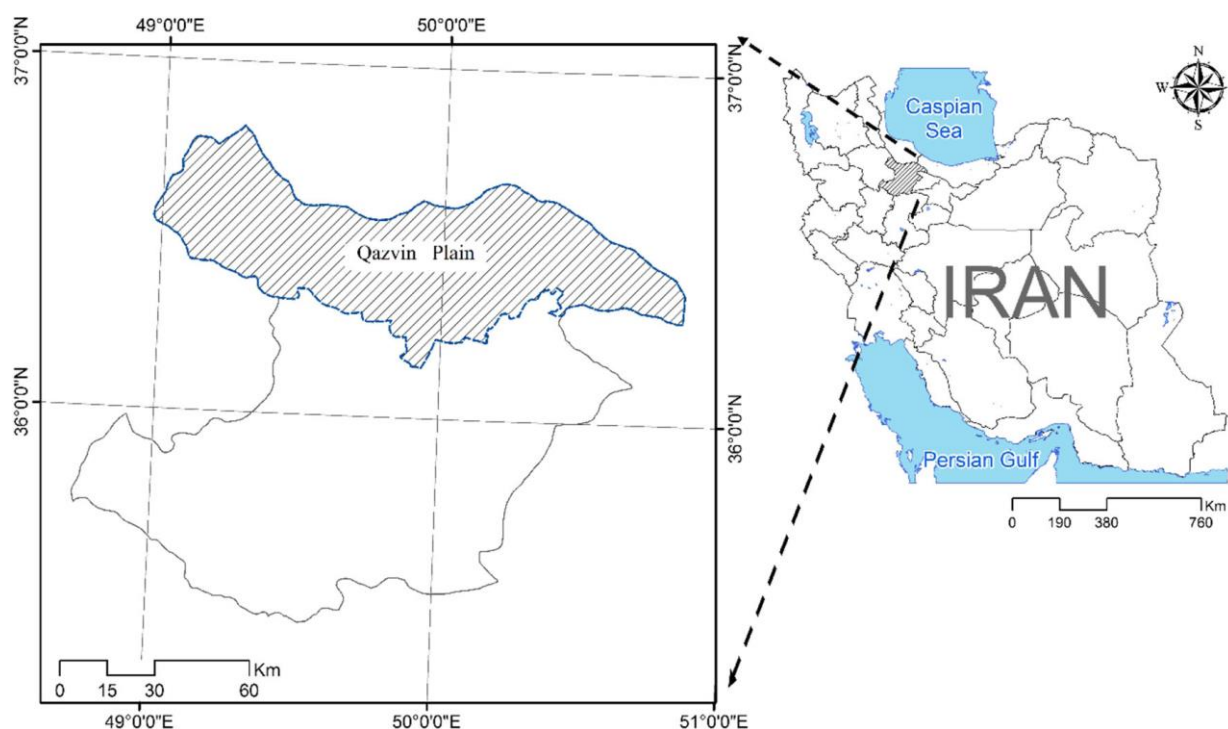 49°0'0"E
50°0'0"E
37°0'0"N
37°0'0"N
36°0'0"N
36°0'0"N
Qazvin Plain
Km
0 15 30 60
49°0'0"E
50°0'0"E
51°0'0"E
N
W
E
S
Caspian
Sea
IRAN
Persian Gulf
Km
0 190 380 760